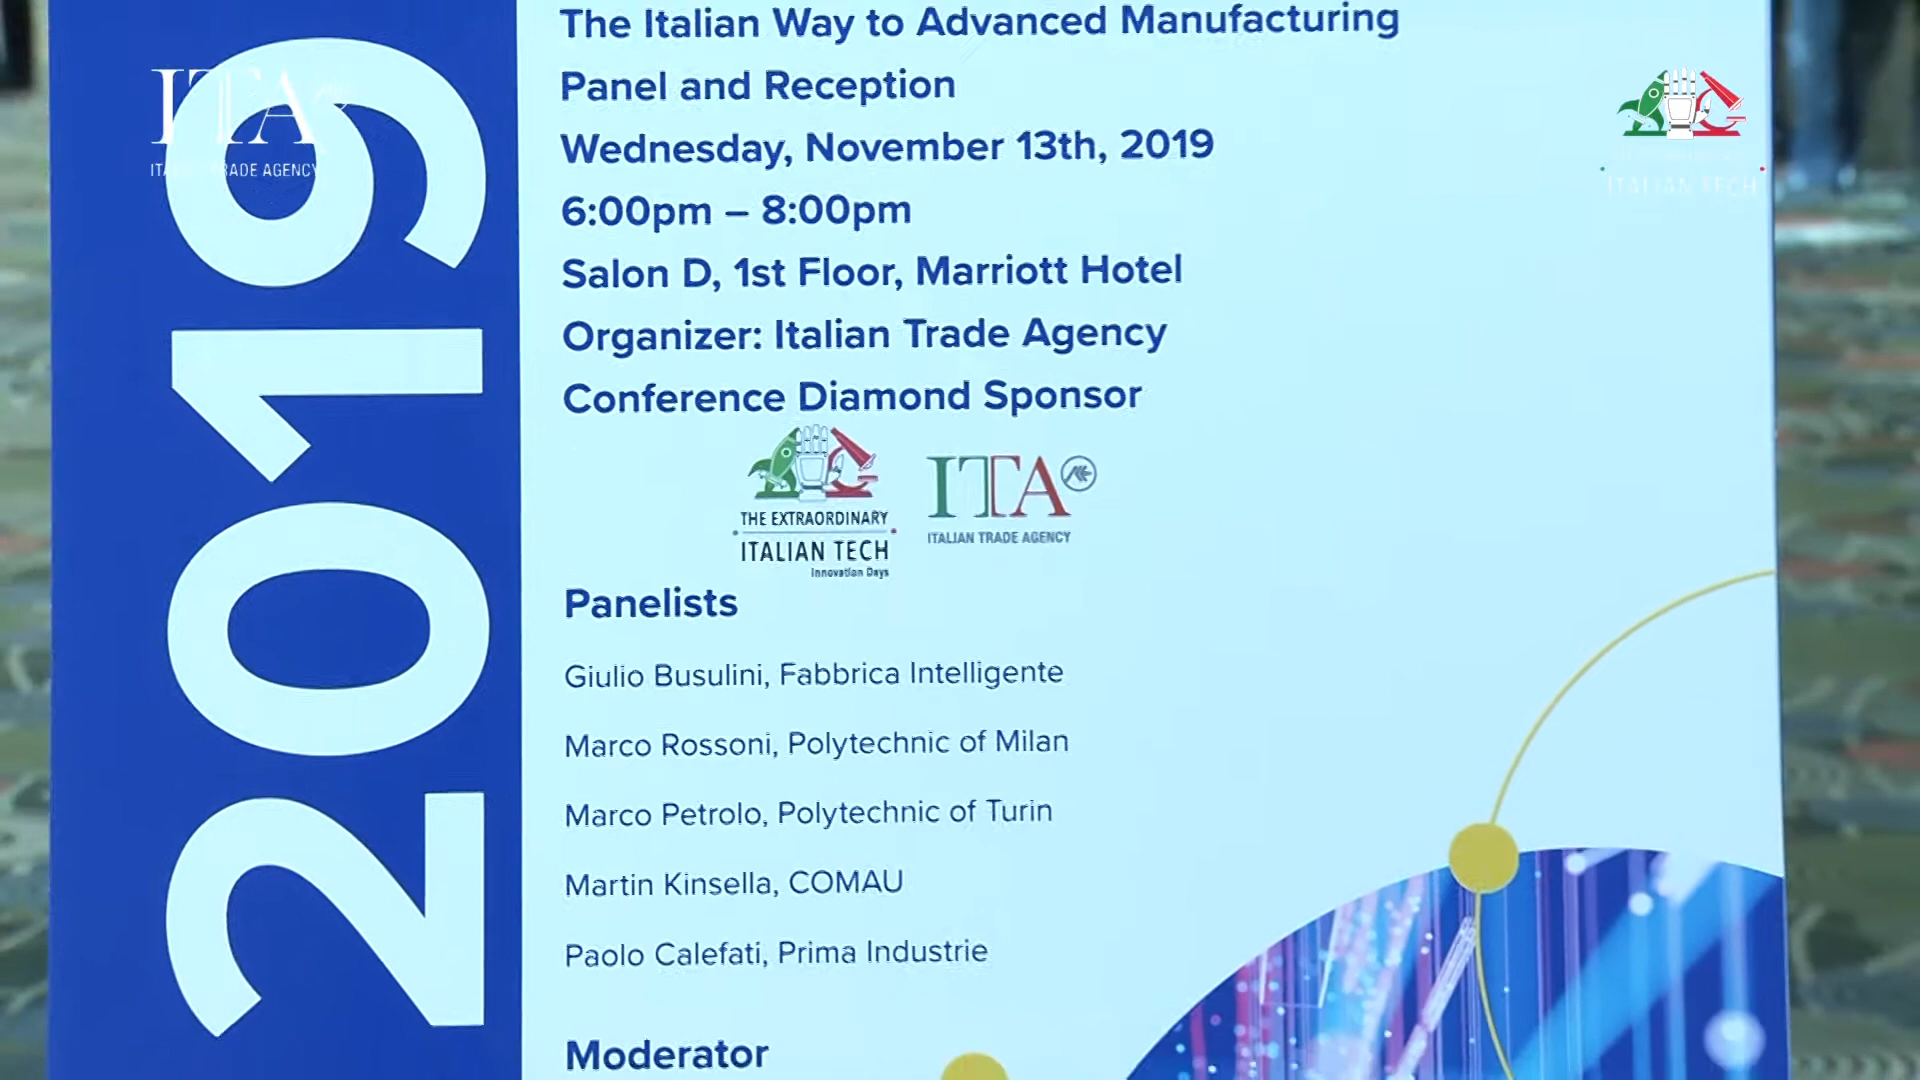 2019
ITA
ITALIAN TRADE AGENCY
The Italian Way to Advanced Manufacturing
Panel and Reception
Wednesday, November 13th, 2019
6:00pm – 8:00pm
Salon D, 1st Floor, Marriott Hotel
Organizer: Italian Trade Agency
Conference Diamond Sponsor
THE EXTRAORDINARY
ITALIAN TECH
Innovation Days
ITA
ITALIAN TRADE AGENCY
ITALIAN TECH
Panelists
Giulio Busulini, Fabbrica Intelligente
Marco Rossoni, Polytechnic of Milan
Marco Petrolo, Polytechnic of Turin
Martin Kinsella, COMAU
Paolo Calefati, Prima Industrie
Moderator